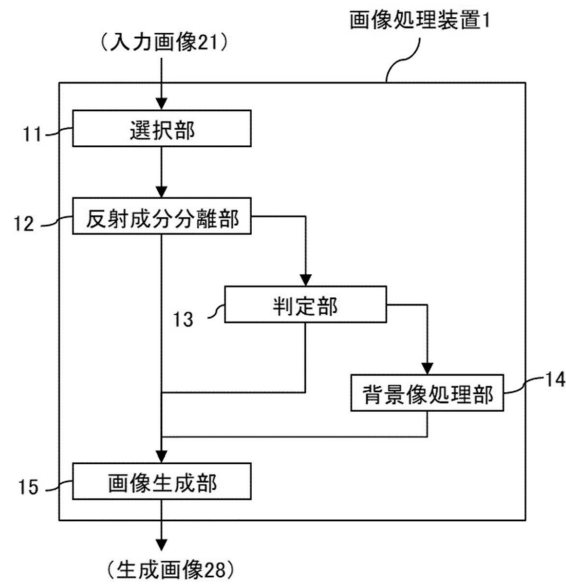 画像処理装置1
（入力画像21）
11
選択部
12
反射成分分離部
13
判定部
14
背景像処理部
15
画像生成部
（生成画像28）